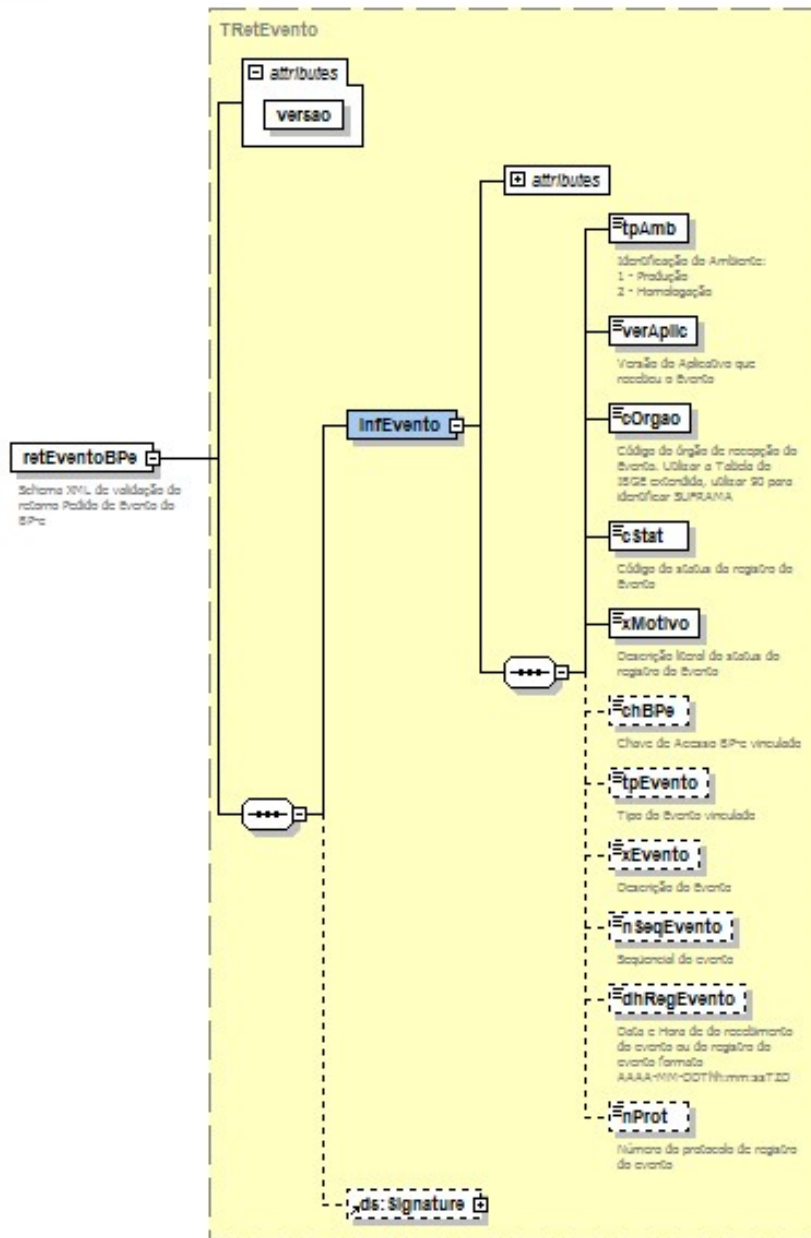 TRetEvento
attributes
versao
attributes
tpAmb
Identificação do Ambiente:
1 - Produção
2 - Homologação
verAplic
Versão do Aplicativo que
recebeu o Evento
infEvento
cOrgao
Código do órgão de recepção do
Evento. Utilizar a Tabela do
IBGE extendida, utilizar 90 para
identificar SUFRAMA
retEventoBPe
Schema XML de validação do
retorno Pedido de Evento do
BP-e
cStat
Código do status do registro do
Evento
xMotivo
Descrição literal do status do
registro do Evento
chBPe
Chave de Acesso BP-e vinculado
tpEvento
Tipo do Evento vinculado
xEvento
Descrição do Evento
nSeqEvento
Seqüencial do evento
dhRegEvento
Data e Hora de do recebimento
do evento ou do registro do
evento formato
AAAA-MM-DDThh:mm:ssTZD
nProt
Número do protocolo de registro
do evento
ds:Signature